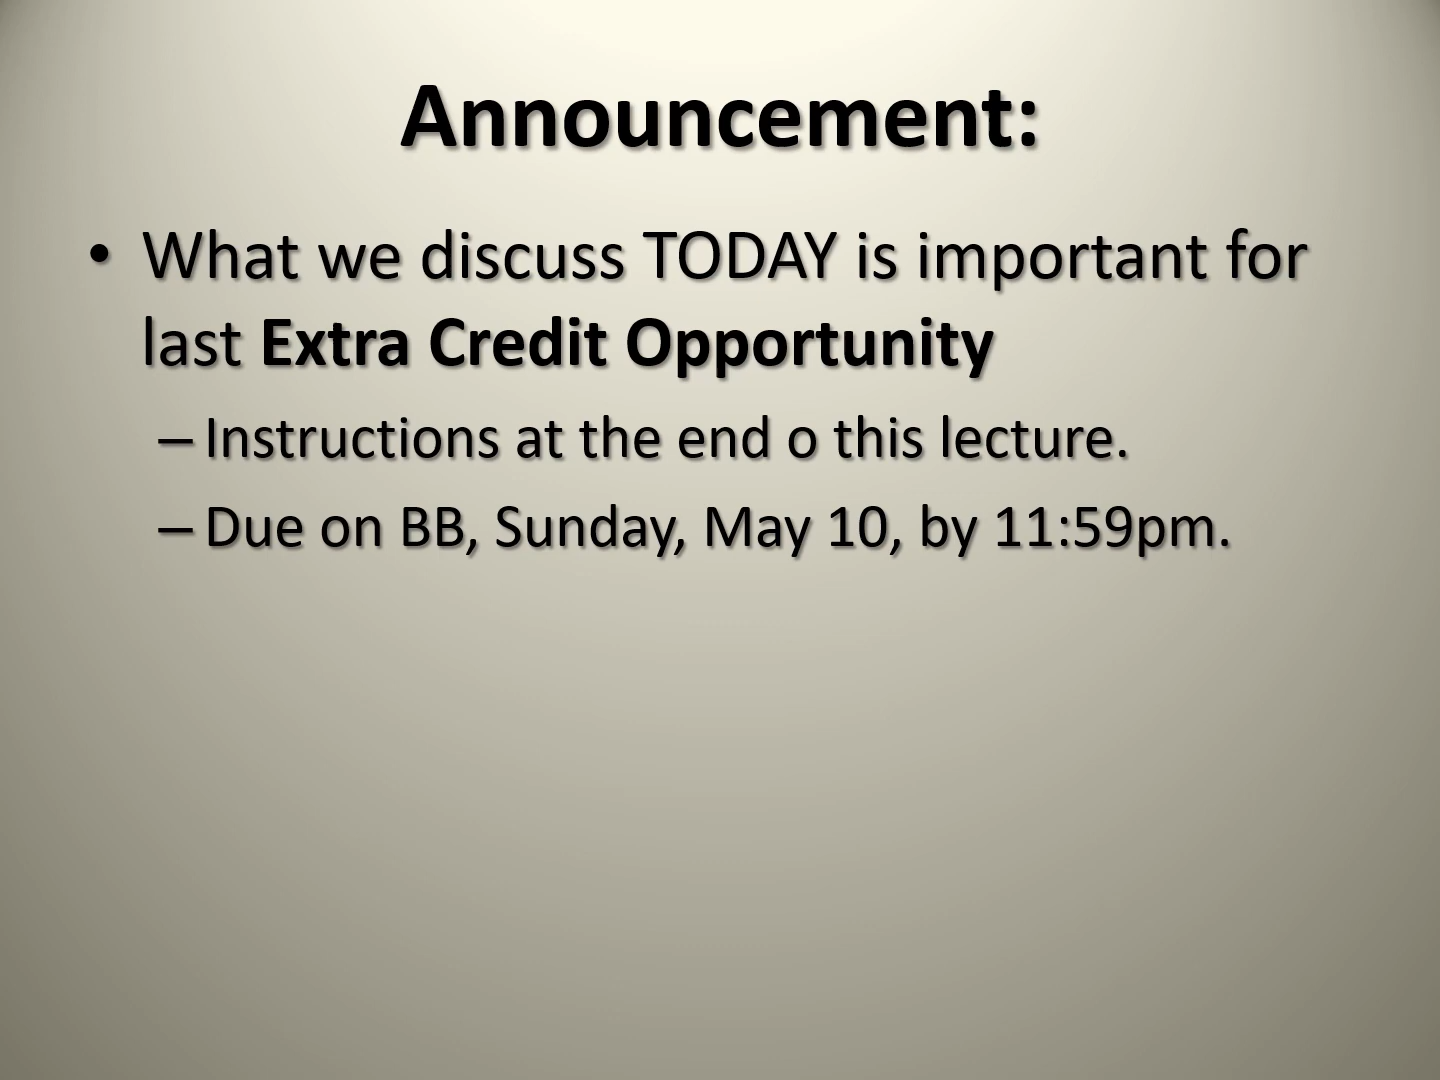 Announcement:
• What we discuss TODAY is important for
last Extra Credit Opportunity
– Instructions at the end o this lecture.
– Due on BB, Sunday, May 10, by 11:59pm.